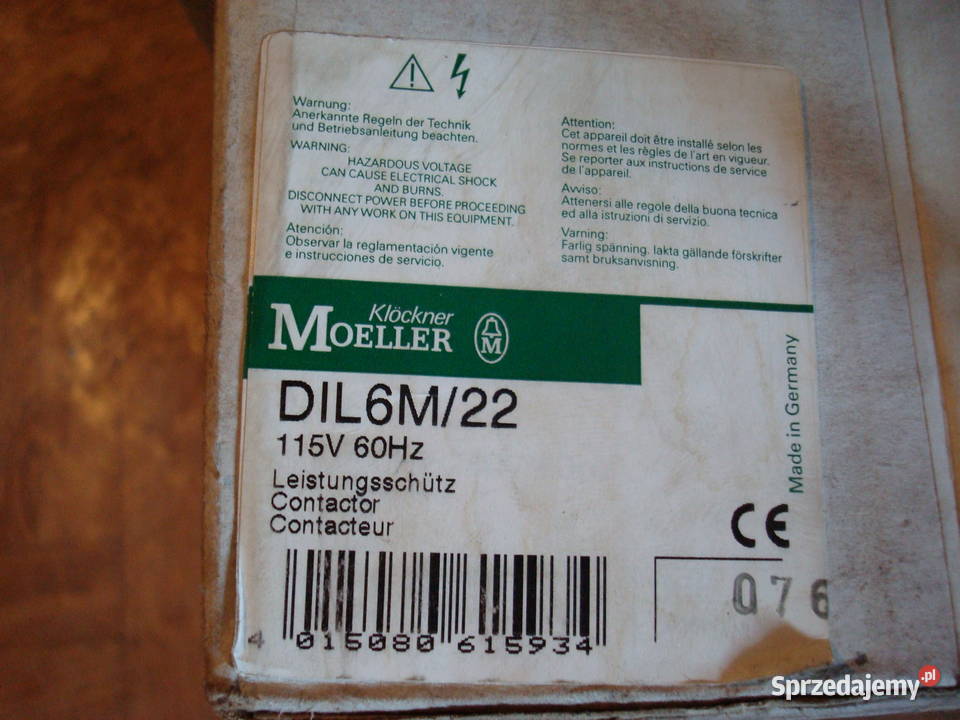 Warnung:
Anerkannte Regeln der Technik
und Betriebsanleitung beachten.
WARNING:
HAZARDOUS VOLTAGE
CAN CAUSE ELECTRICAL SHOCK
AND BURNS.
DISCONNECT POWER BEFORE PROCEEDING
WITH ANY WORK ON THIS EQUIPMENT.
Atención:
Observar la reglamentación vigente
e instrucciones de servicio.
Attention:
Cet appareil doit être installé selon les
normes et les règles de l'art en vigueur.
Se reporter aux instructions de service
de l'appareil.
Avviso:
Attenersi alle regole della buona tecnica
ed alla istruzioni di servizio.
Varning:
Farlig spänning. Iakta gällande förskrifter
samt bruksanvisning.
Klöckner
MOELLER
M
DIL6M/22
115V 60Hz
Leistungsschütz
Contactor
Contacteur
Made in Germany
CE
076
4 015080 615934
Sprzedajemy.pl